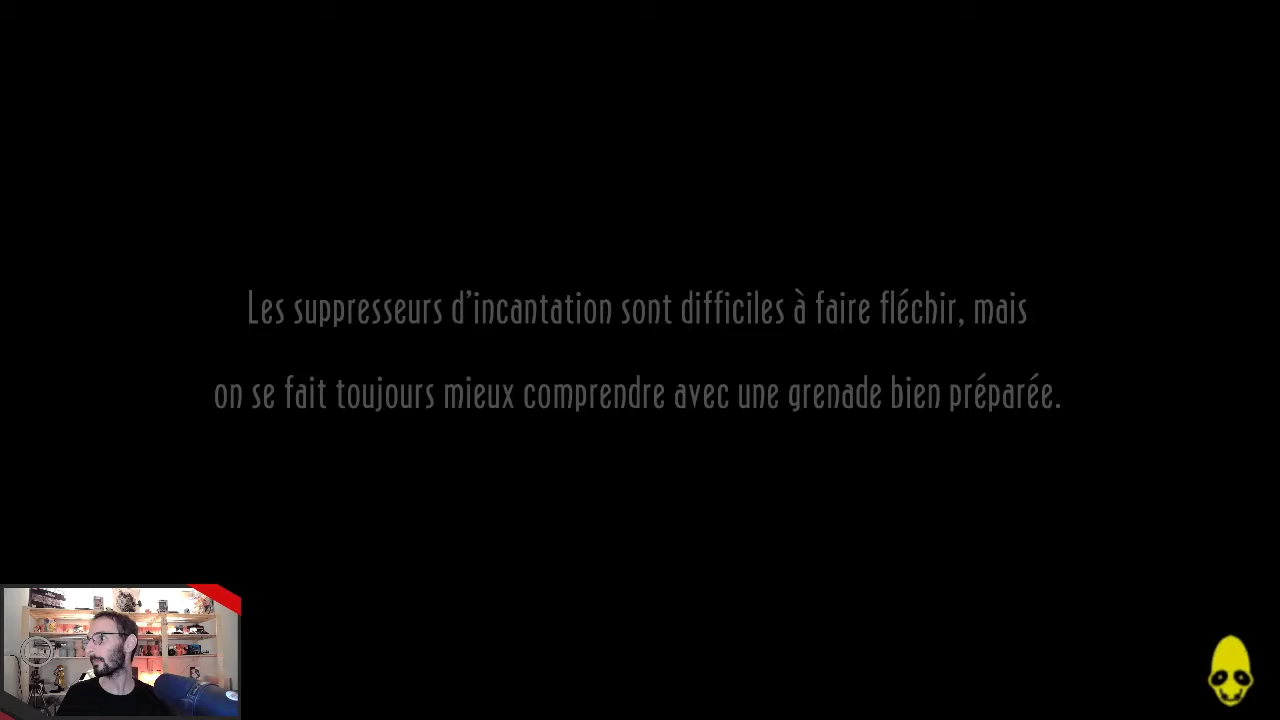 Les suppresseurs d’incantation sont difficiles à faire fléchir, mais
on se fait toujours mieux comprendre avec une grenade bien préparée.